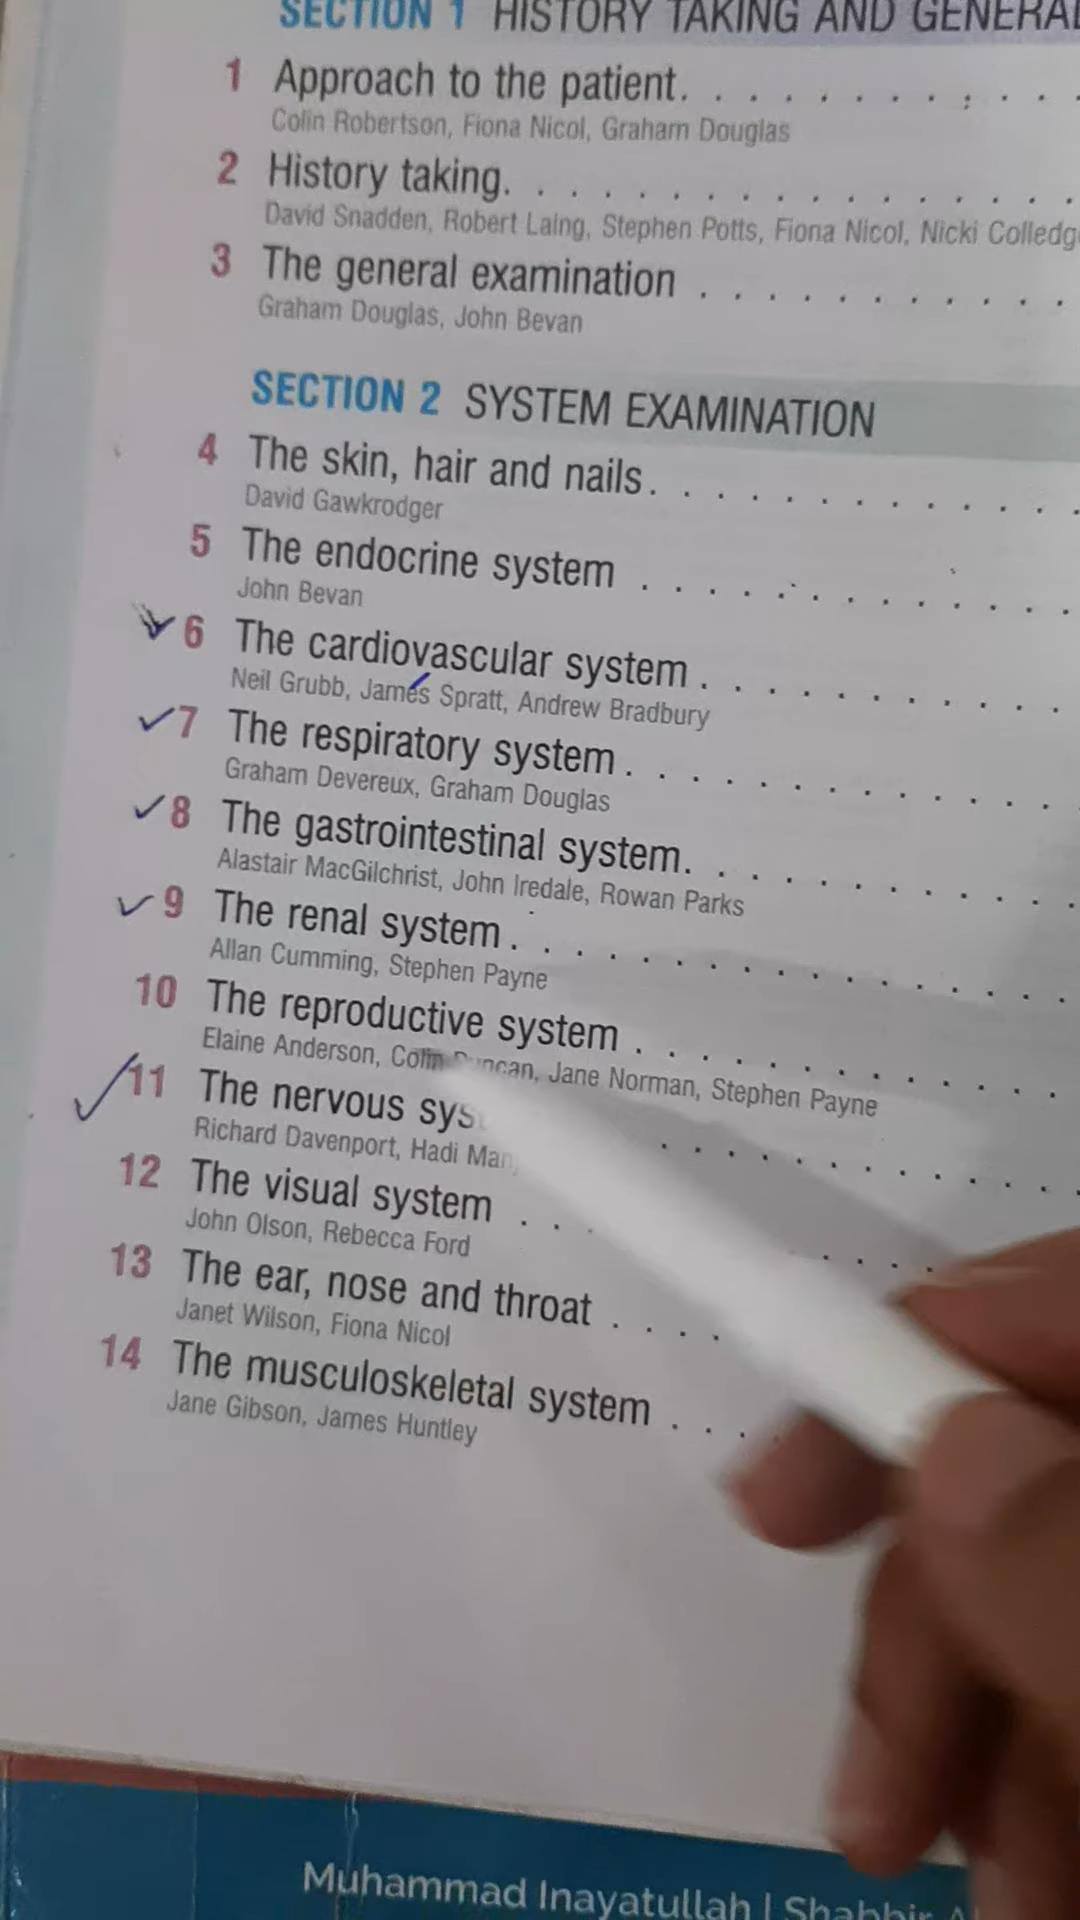 SECTION 1 HISTORY TAKING AND GENERAL
1 Approach to the patient. . . . . . . . . . . .
Colin Robertson, Fiona Nicol, Graham Douglas
2 History taking. . . . . . . . . . . . . . . .
David Snadden, Robert Laing, Stephen Potts, Fiona Nicol, Nicki Colledg
3 The general examination . . . . . . . . . . .
Graham Douglas, John Bevan
SECTION 2 SYSTEM EXAMINATION
4 The skin, hair and nails. . . . . . . . . . . . .
David Gawkrodger
5 The endocrine system . . . . . . . . . . . . .
John Bevan
6 The cardiovascular system . . . . . . . . . . .
Neil Grubb, James Spratt, Andrew Bradbury
7 The respiratory system . . . . . . . . . . . . .
Graham Devereux, Graham Douglas
8 The gastrointestinal system. . . . . . . . . . . .
Alastair MacGilchrist, John Iredale, Rowan Parks
9 The renal system . . . . . . . . . . . . . . . .
Allan Cumming, Stephen Payne
10 The reproductive system . . . . . . . . . . . . .
Elaine Anderson, Colin Duncan, Jane Norman, Stephen Payne
11 The nervous sys . . . . . . . . . . . . .
Richard Davenport, Hadi Man
12 The visual system . . . . . . .
John Olson, Rebecca Ford
13 The ear, nose and throat . . . .
Janet Wilson, Fiona Nicol
14 The musculoskeletal system . . . .
Jane Gibson, James Huntley
Muhammad Inayatullah | Shabbir A